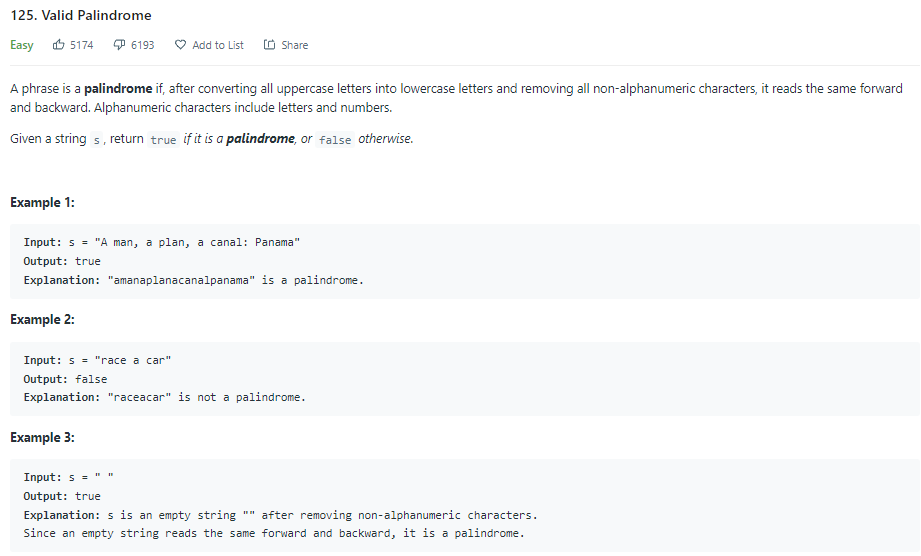 125. Valid Palindrome
Easy 5174 6193 Add to List Share
A phrase is a palindrome if, after converting all uppercase letters into lowercase letters and removing all non-alphanumeric characters, it reads the same forward
and backward. Alphanumeric characters include letters and numbers.
Given a string s, return true if it is a palindrome, or false otherwise.
Example 1:
Input: s = "A man, a plan, a canal: Panama"
Output: true
Explanation: "amanaplanacanalpanama" is a palindrome.
Example 2:
Input: s = "race a car"
Output: false
Explanation: "raceacar" is not a palindrome.
Example 3:
Input: s = " "
Output: true
Explanation: s is an empty string "" after removing non-alphanumeric characters.
Since an empty string reads the same forward and backward, it is a palindrome.